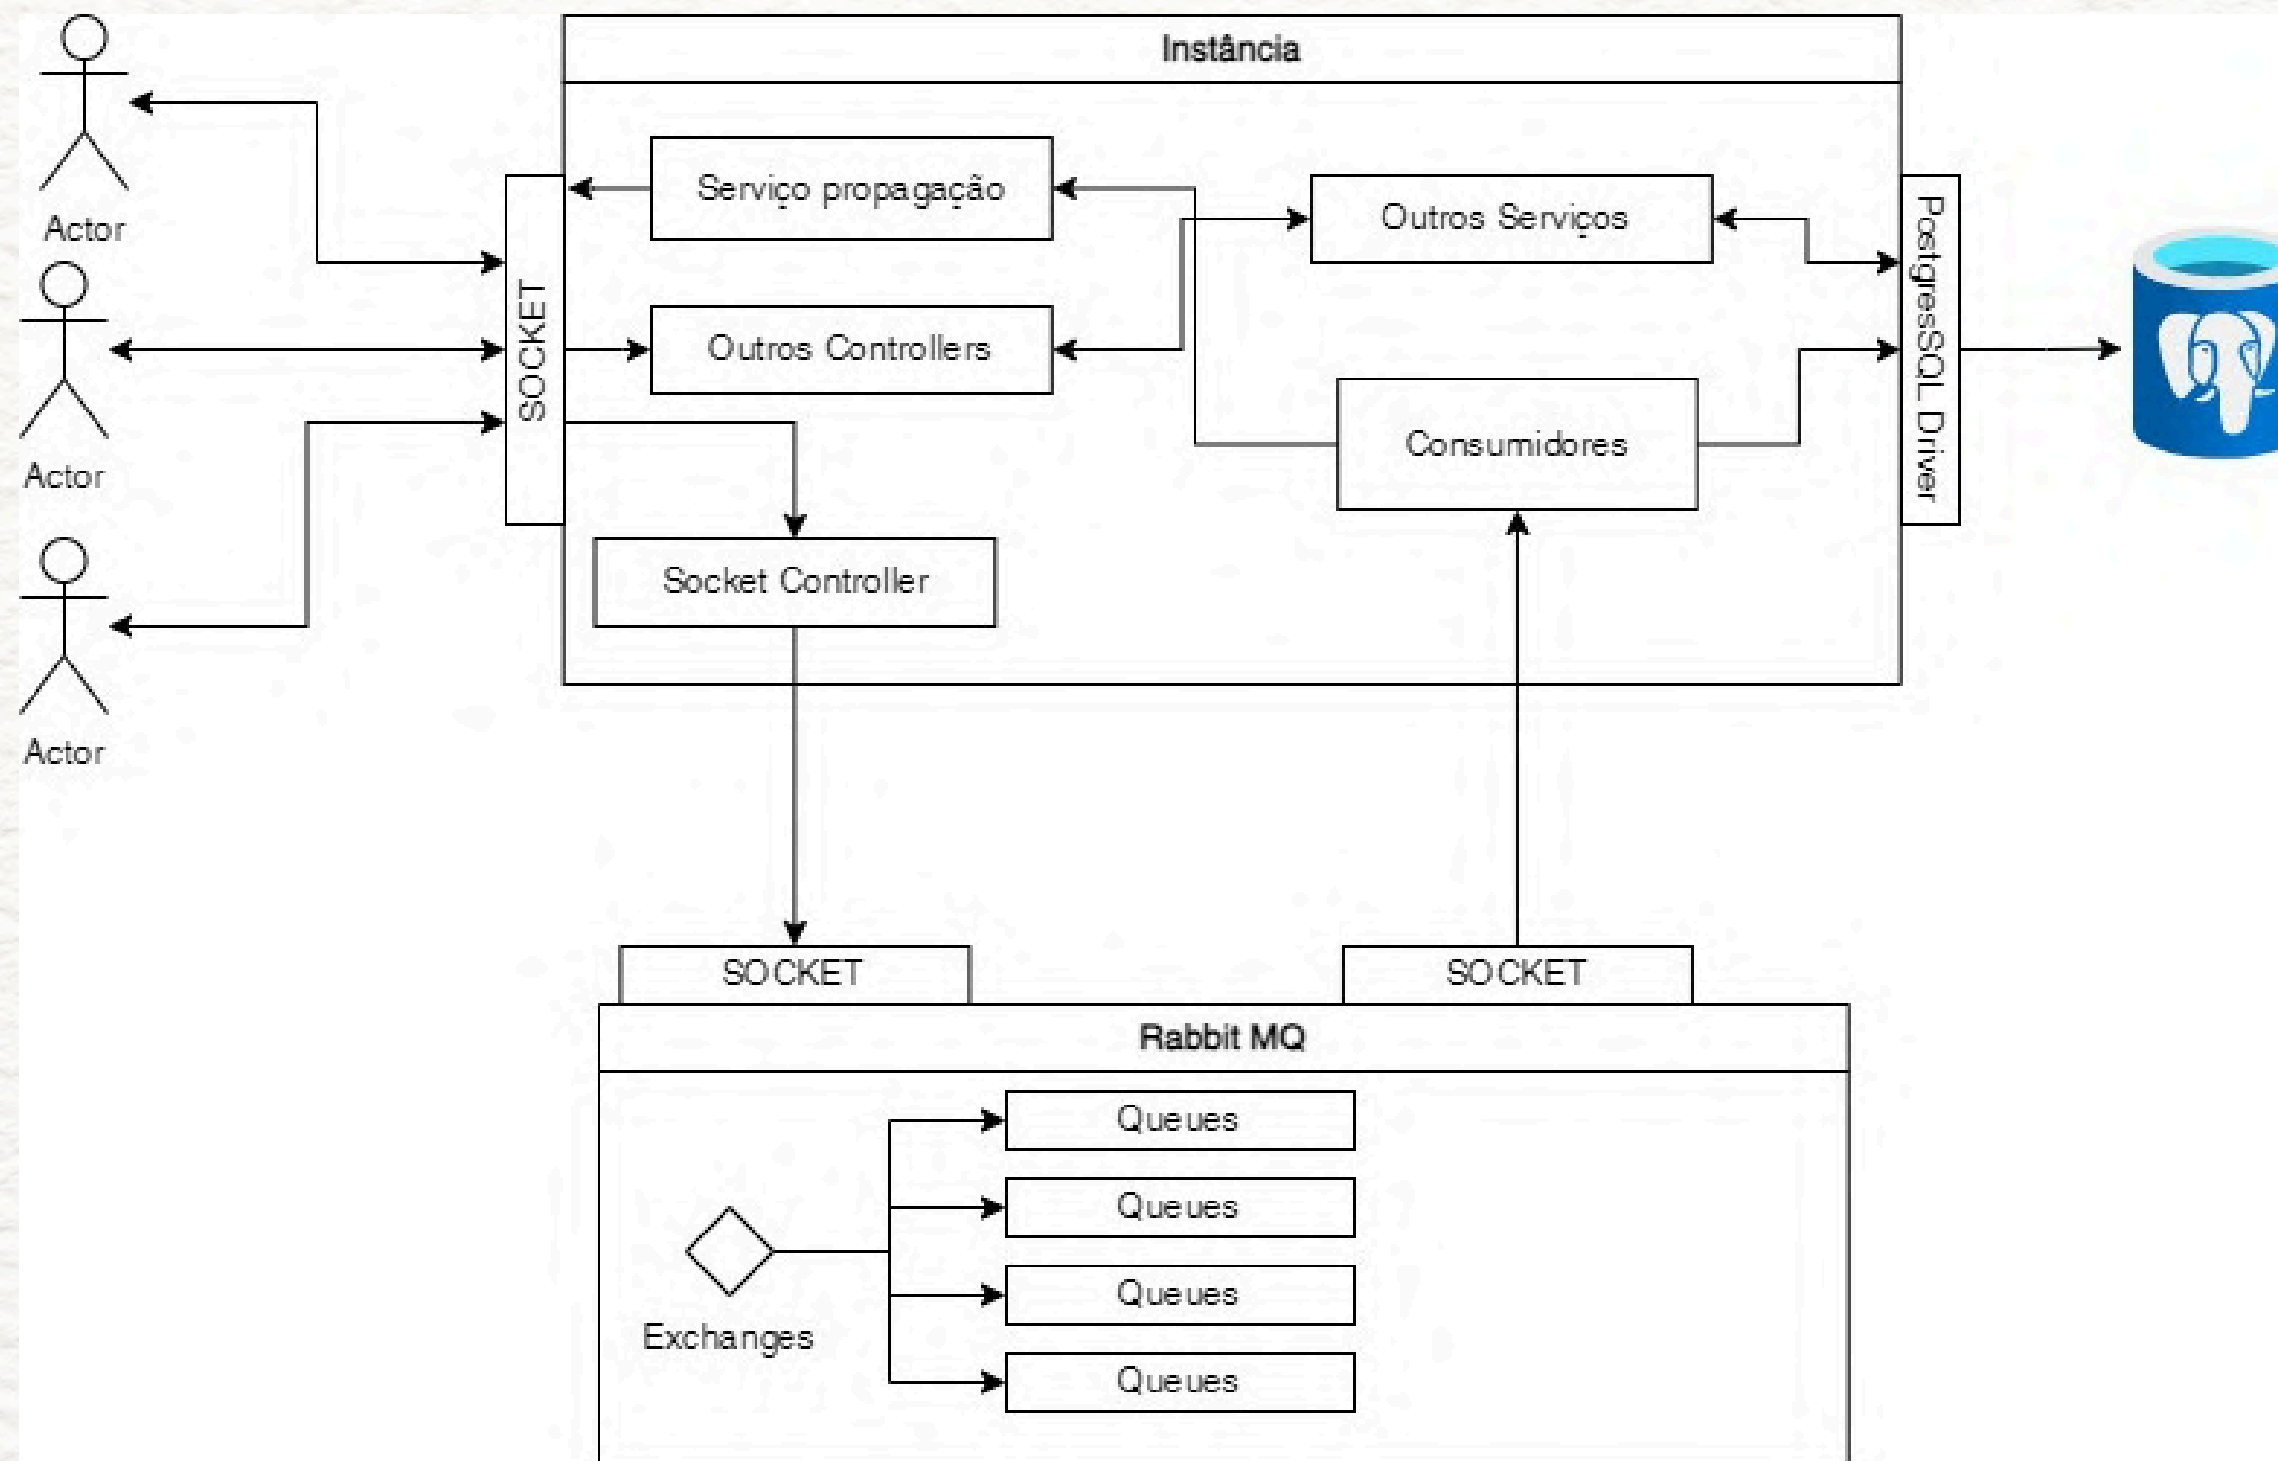 Instância
Actor
Actor
Actor
SOCKET
Serviço propagação
Outros Controllers
Socket Controller
Outros Serviços
Consumidores
PostgresSQL Driver
SOCKET
SOCKET
Rabbit MQ
Exchanges
Queues
Queues
Queues
Queues